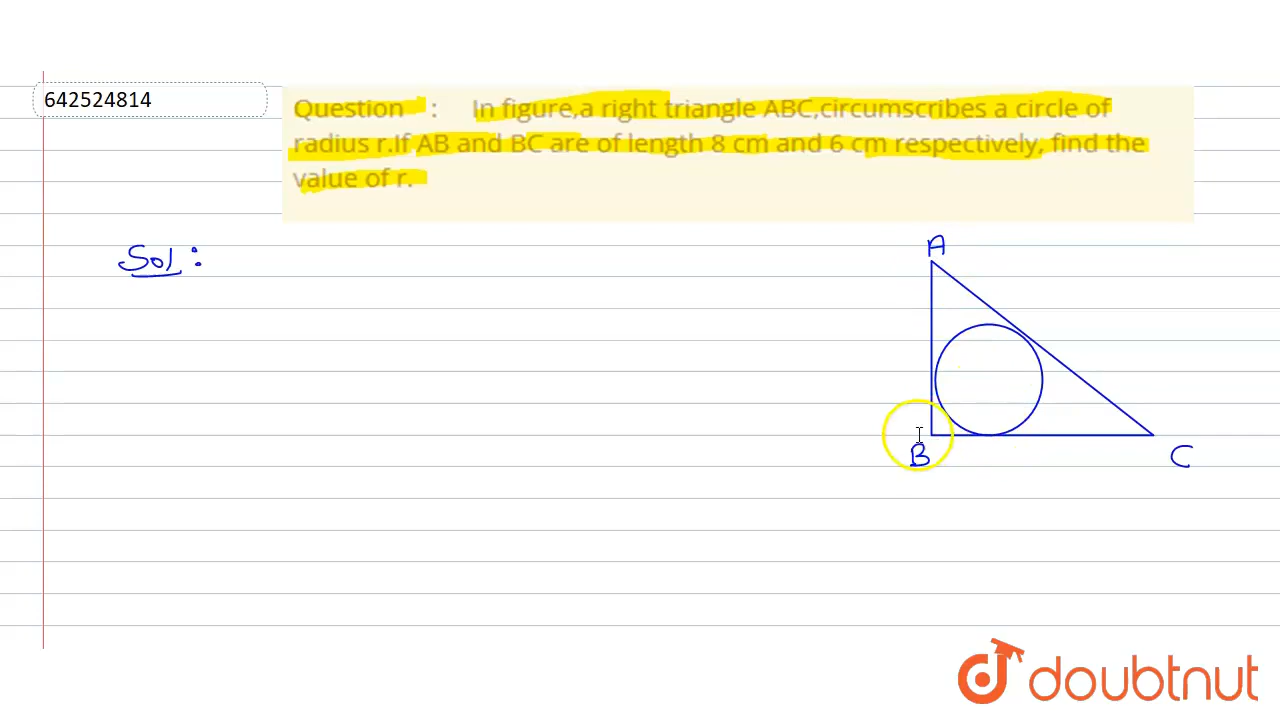 642524814
Question : In figure,a right triangle ABC,circumscribes a circle of
radius r.If AB and BC are of length 8 cm and 6 cm respectively, find the
value of r.
Sol :
A
B
C
doubtnut